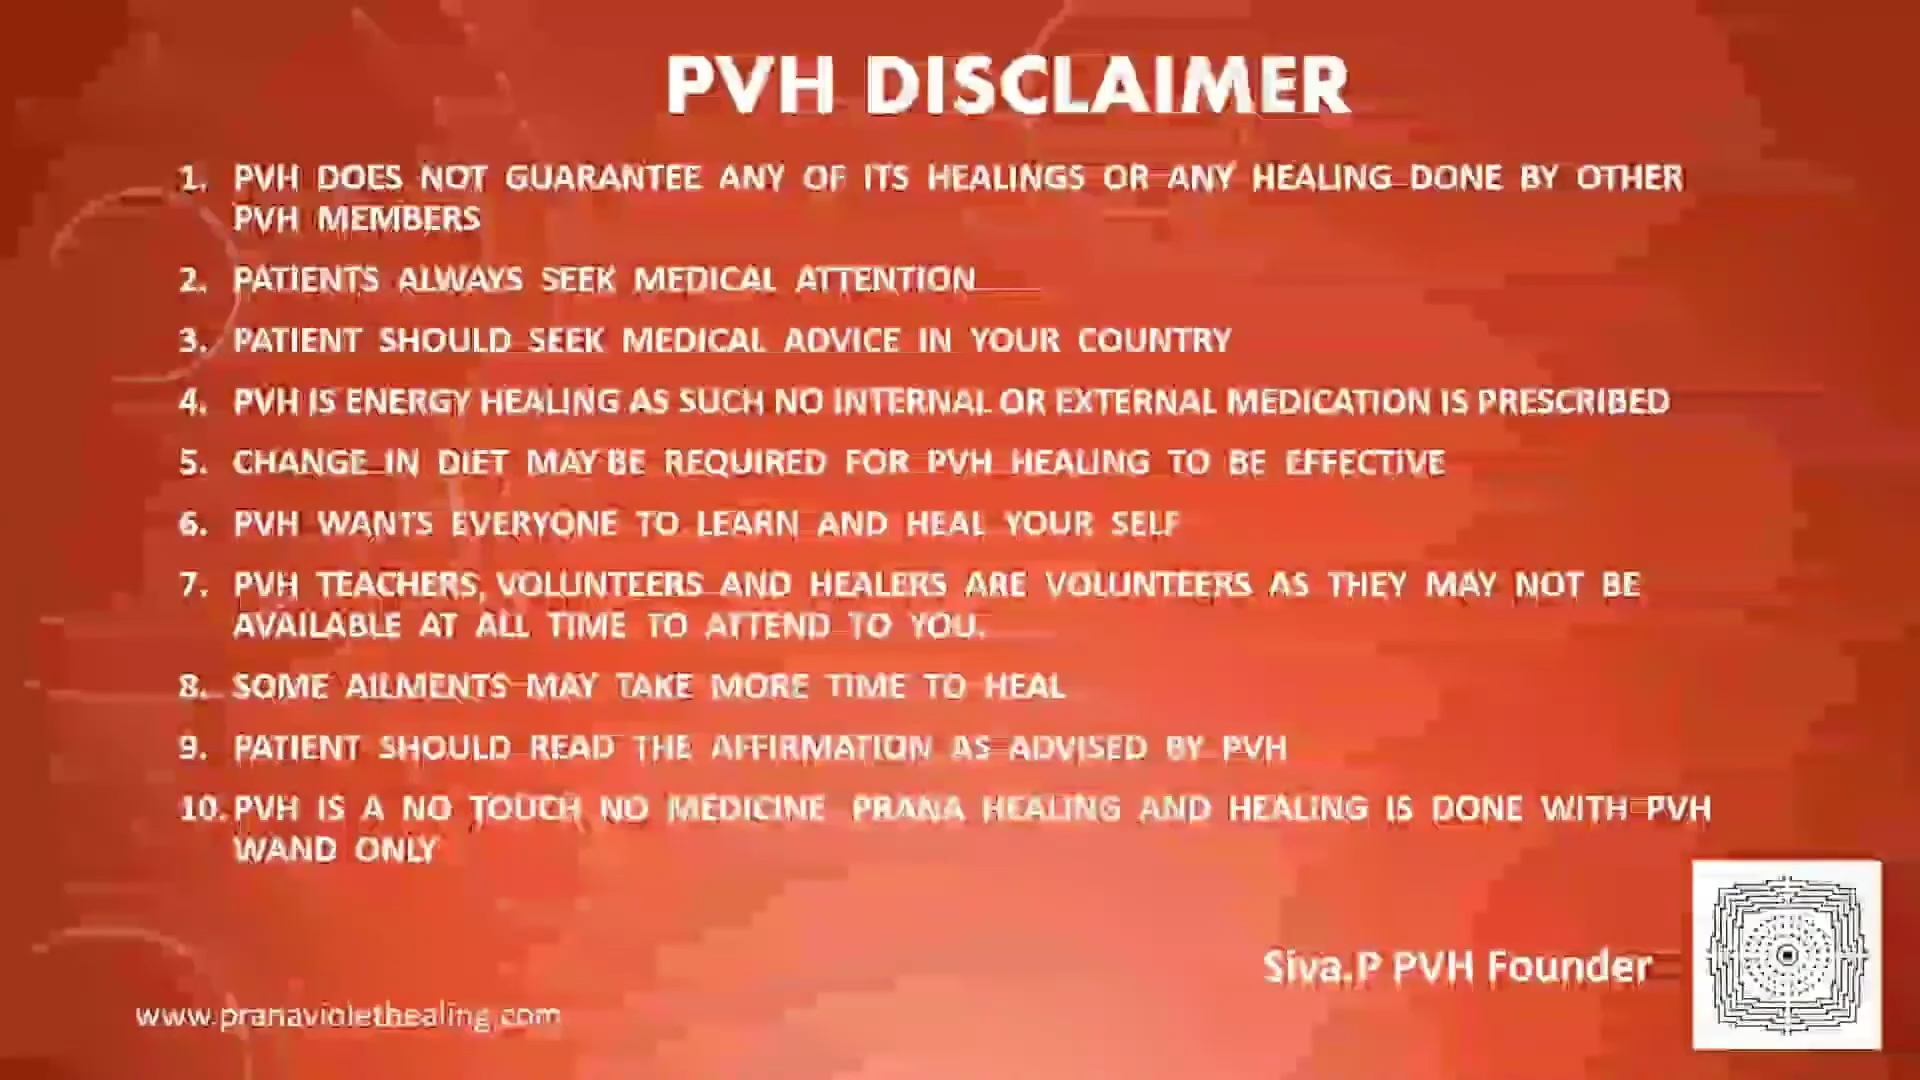 PVH DISCLAIMER
1. PVH DOES NOT GUARANTEE ANY OF ITS HEALINGS OR ANY HEALING DONE BY OTHER
PVH MEMBERS
2. PATIENTS ALWAYS SEEK MEDICAL ATTENTION
3. PATIENT SHOULD SEEK MEDICAL ADVICE IN YOUR COUNTRY
4. PVH IS ENERGY HEALING AS SUCH NO INTERNAL OR EXTERNAL MEDICATION IS PRESCRIBED
5. CHANGE IN DIET MAY BE REQUIRED FOR PVH HEALING TO BE EFFECTIVE
6. PVH WANTS EVERYONE TO LEARN AND HEAL YOUR SELF
7. PVH TEACHERS, VOLUNTEERS AND HEALERS ARE VOLUNTEERS AS THEY MAY NOT BE
AVAILABLE AT ALL TIME TO ATTEND TO YOU.
8. SOME AILMENTS MAY TAKE MORE TIME TO HEAL
9. PATIENT SHOULD READ THE AFFIRMATION AS ADVISED BY PVH
10. PVH IS A NO TOUCH NO MEDICINE PRANA HEALING AND HEALING IS DONE WITH PVH
WAND ONLY
Siva.P PVH Founder
www.pranaviolethealing.com